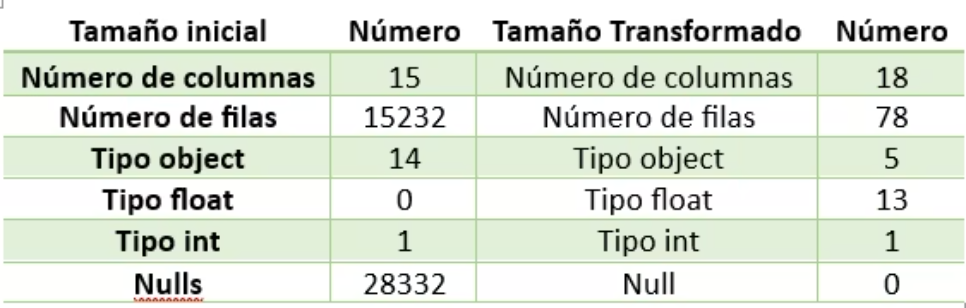 Tamaño inicial Número Tamaño Transformado Número
Número de columnas 15 Número de columnas 18
Número de filas 15232 Número de filas 78
Tipo object 14 Tipo object 5
Tipo float 0 Tipo float 13
Tipo int 1 Tipo int 1
Nulls 28332 Null 0